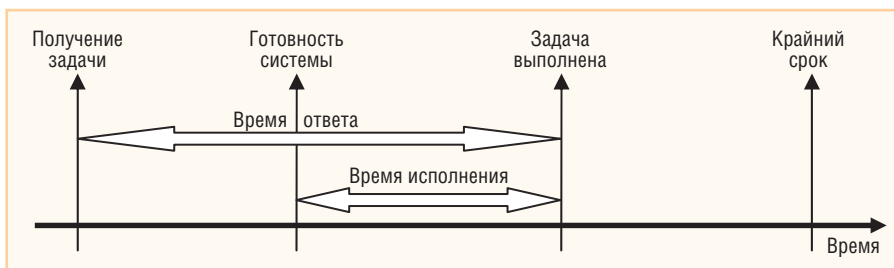 Получение
задачи
Готовность
системы
Задача
выполнена
Крайний
срок
Время ответа
Время исполнения
Время